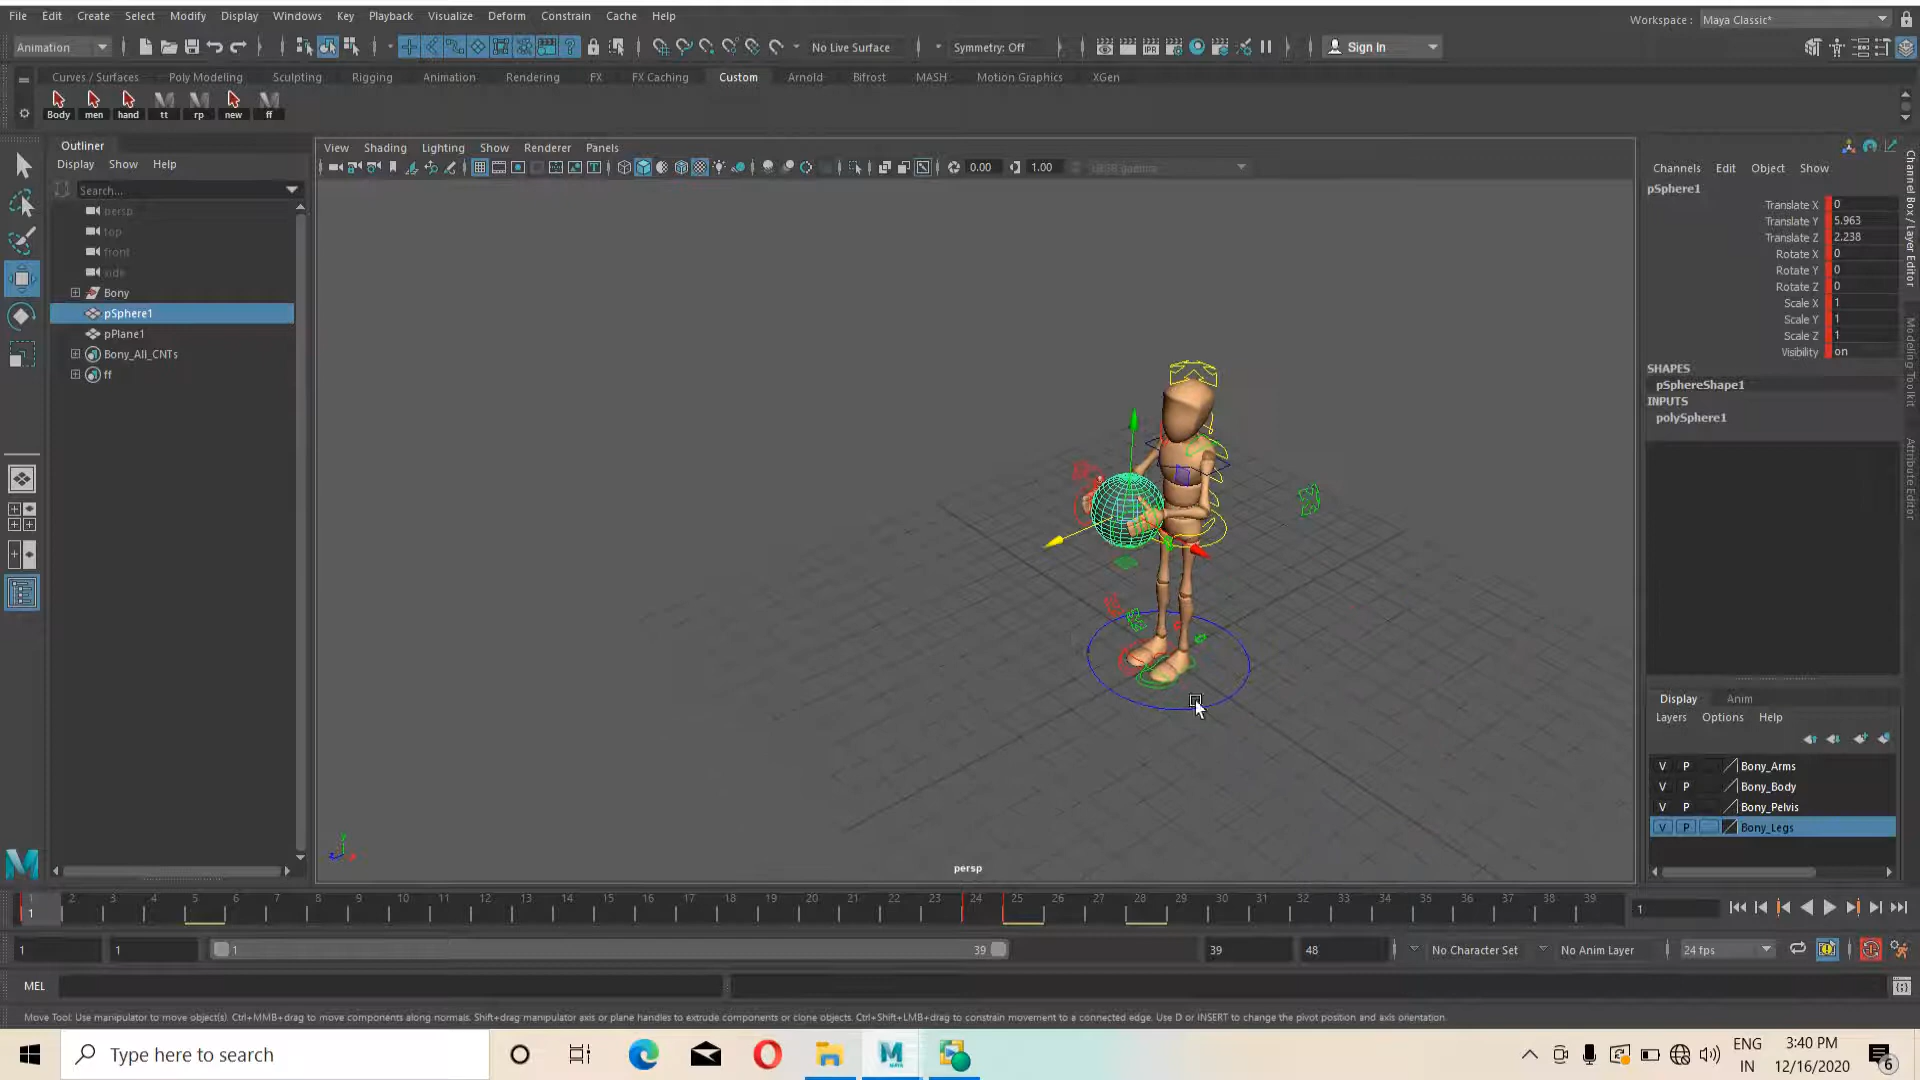 File Edit Create Select Modify Display Windows Key Playback Visualize Deform Constrain Cache Help
Workspace : Maya Classic*
Animation No Live Surface Symmetry: Off Sign In
Curves / Surfaces Poly Modeling Sculpting Rigging Animation Rendering FX FX Caching Custom Arnold Bifrost MASH Motion Graphics XGen
Body men hand tt rp new ff
Outliner
Display Show Help
Search...
persp
top
front
side
Bony
pSphere1
pPlane1
Bony_All_CNTs
ff
View Shading Lighting Show Renderer Panels
0.00 1.00
persp
Channels Edit Object Show
pSphere1
Translate X 0
Translate Y 5.963
Translate Z 2.238
Rotate X 0
Rotate Y 0
Rotate Z 0
Scale X 1
Scale Y 1
Scale Z 1
Visibility on
SHAPES
pSphereShape1
INPUTS
polySphere1
Channel Box / Layer Editor
Modeling Toolkit
Attribute Editor
Display Anim
Layers Options Help
V P Bony_Arms
V P Bony_Body
V P Bony_Pelvis
V P Bony_Legs
1 2 3 4 5 6 7 8 9 10 11 12 13 14 15 16 17 18 19 20 21 22 23 24 25 26 27 28 29 30 31 32 33 34 35 36 37 38 39
1 1
1 1 1 39 39 48 No Character Set No Anim Layer 24 fps
MEL
Move Tool: Use manipulator to move object(s). Ctrl+MMB+drag to move components along normals. Shift+drag manipulator axis or plane handles to extrude components or clone objects. Ctrl+Shift+LMB+drag to constrain movement to a connected edge. Use D or INSERT to change the pivot position and axis orientation.
Type here to search
ENG
IN
3:40 PM
12/16/2020
6